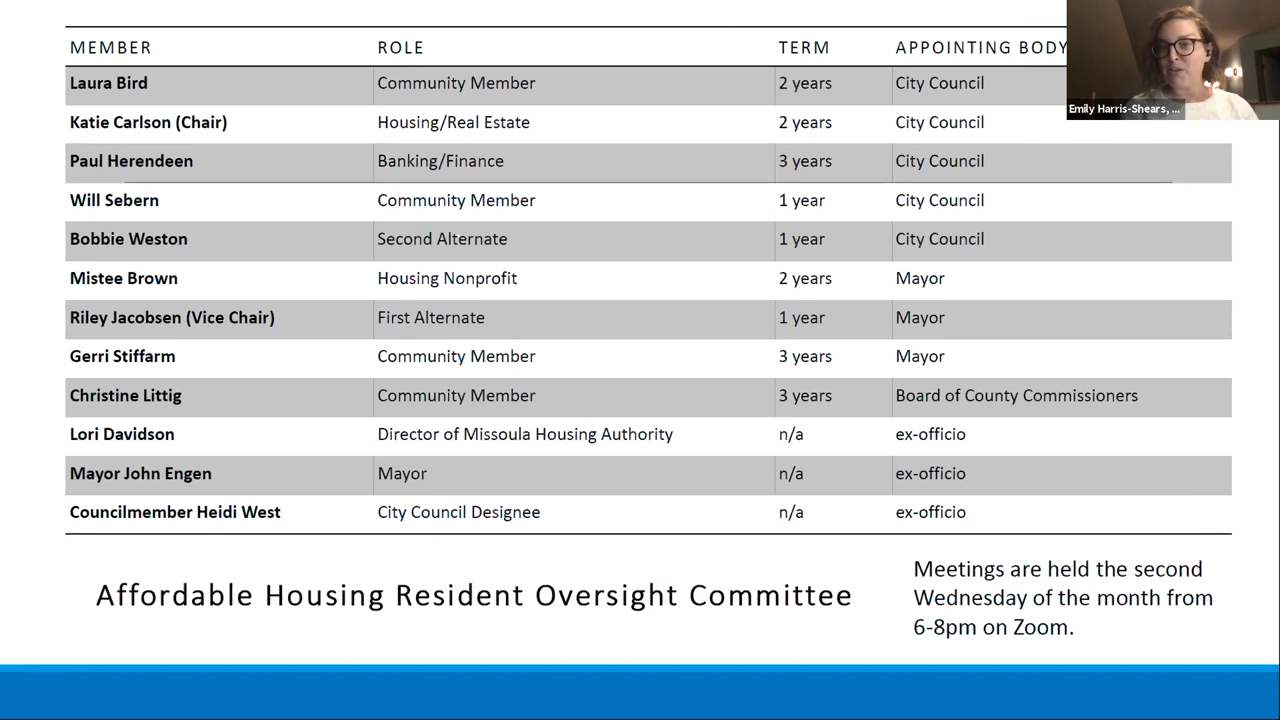 MEMBER ROLE TERM APPOINTING BODY
Laura Bird Community Member 2 years City Council
Katie Carlson (Chair) Housing/Real Estate 2 years City Council
Paul Herendeen Banking/Finance 3 years City Council
Will Sebern Community Member 1 year City Council
Bobbie Weston Second Alternate 1 year City Council
Mistee Brown Housing Nonprofit 2 years Mayor
Riley Jacobsen (Vice Chair) First Alternate 1 year Mayor
Gerri Stiffarm Community Member 3 years Mayor
Christine Littig Community Member 3 years Board of County Commissioners
Lori Davidson Director of Missoula Housing Authority n/a ex-officio
Mayor John Engen Mayor n/a ex-officio
Councilmember Heidi West City Council Designee n/a ex-officio
Affordable Housing Resident Oversight Committee
Meetings are held the second
Wednesday of the month from
6-8pm on Zoom.
Emily Harris-Shears, ...